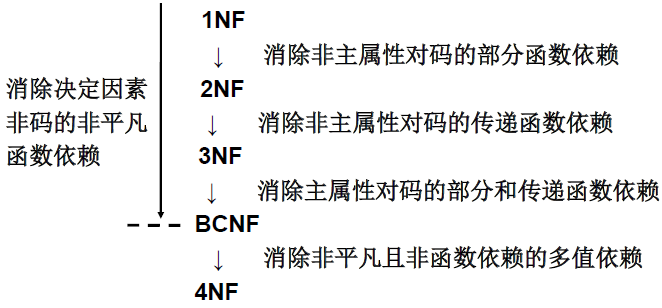 1NF
↓ 消除非主属性对码的部分函数依赖
消除决定因素
2NF
非码的非平凡
↓ 消除非主属性对码的传递函数依赖
函数依赖
3NF
↓ 消除主属性对码的部分和传递函数依赖
BCNF
↓ 消除非平凡且非函数依赖的多值依赖
4NF